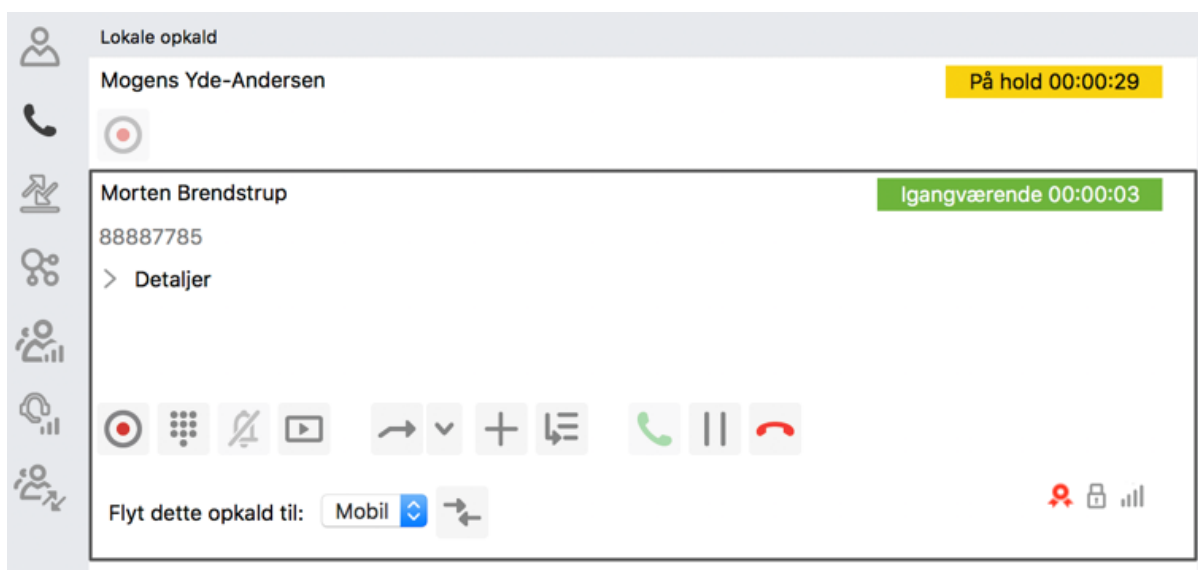 Lokale opkald
Mogens Yde-Andersen
På hold 00:00:29
Morten Brendstrup
Igangværende 00:00:03
88887785
Detaljer
Flyt dette opkald til: Mobil